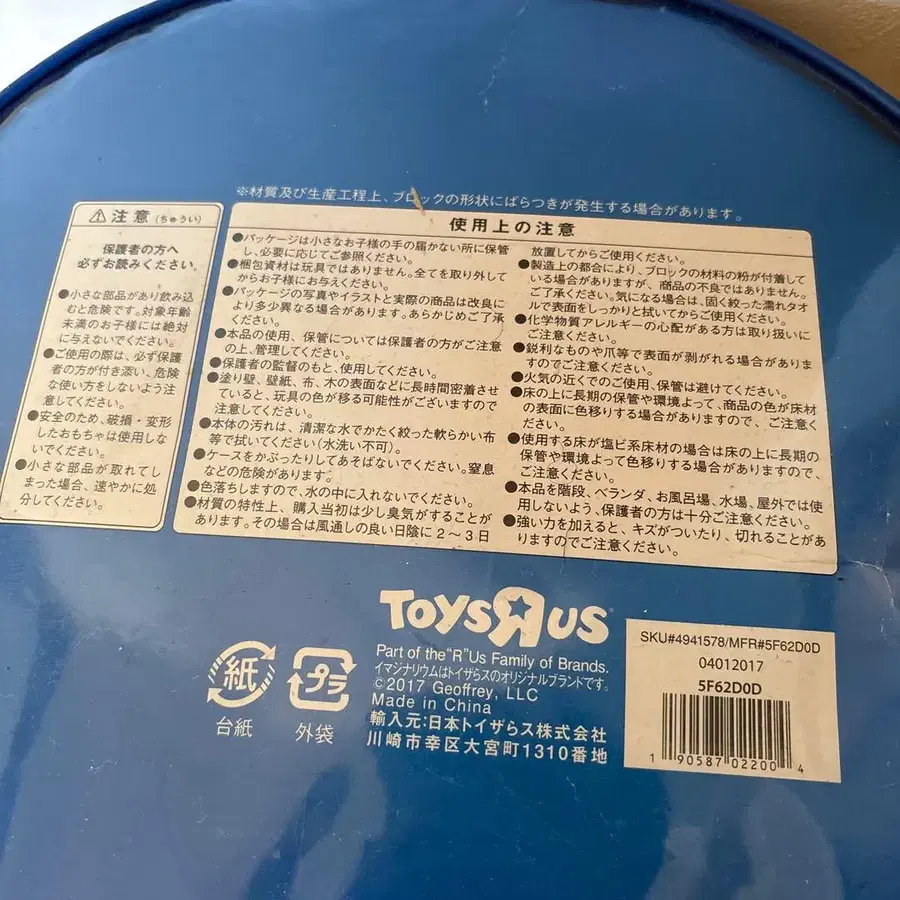 ※材質及び生産工程上、ブロックの形状にばらつきが発生する場合があります。
⚠ 注意 (ちゅうい)
保護者の方へ
必ずお読みください。
●小さな部品があり飲み込
むと危険です。対象年齢
未満のお子様には絶対
に与えないでください。
●ご使用の際は、必ず保護
者の方が付き添い、危険
な使い方をしないよう注
意してください。
●安全のため、破損・変形
したおもちゃは使用しな
いでください。
●小さな部品が取れてし
まった場合、速やかに処
分してください。
使用上の注意
●パッケージは小さなお子様の手の届かない所に保管
し、必要に応じてご参照ください。
●梱包資材は玩具ではありません。全てを取り外して
からお子様にお与えください。
●パッケージの写真やイラストと実際の商品は改良に
より多少異なる場合があります。あらかじめご了承
ください。
●本品の使用、保管については保護者の方がご注意
の上、管理してください。
●保護者の監督のもと、使用してください。
●塗り壁、壁紙、布、木の表面などに長時間密着させ
ていると、玩具の色が移る可能性がございますので
注意してください。
●本体の汚れは、清潔な水でかたく絞った軟らかい布
等で拭いてください(水洗い不可)。
●ケースをかぶったりしてあそばないでください。窒息
などの危険があります。
●色落ちしますので、水の中に入れないでください。
●材質の特性上、購入当初は少し臭気がすることが
あります。その場合は風通しの良い日陰に2〜3日
放置してからご使用ください。
●製造上の都合により、ブロックの材料の粉が付着して
いる場合がありますが、商品の不良ではありません。
ご了承ください。気になる場合は、固く絞った濡れタオ
ルで表面をしっかりと拭いてからご使用ください。
●化学物質アレルギーの心配がある方は取り扱いに
ご注意ください。
●鋭利なものや爪等で表面が剥がれる場合がありま
すのでご注意ください。
●火気の近くでのご使用、保管は避けてください。
●床の上に長期の保管や環境よって、商品の色が床材
の表面に色移りする場合がありますので、ご注意く
ださい。
●使用する床が塩ビ系床材の場合は床の上に長期の
保管や環境よって色移りする場合がありますので、
ご注意ください。
●本品を階段、ベランダ、お風呂場、水場、屋外では使
用しないよう、保護者の方は十分ご注意ください。
●強い力を加えると、キズがついたり、切れることがあ
りますのでご注意ください。
TOYSRUS
Part of the "R"Us Family of Brands.
イマジナリウムはトイザらスのオリジナルブランドです。
©2017 Geoffrey, LLC
Made in China
輸入元:日本トイザらス株式会社
川崎市幸区大宮町1310番地
紙
台紙
プラ
外袋
SKU#4941578/MFR#5F62D0D
04012017
5F62D0D
1 90587 02200 4